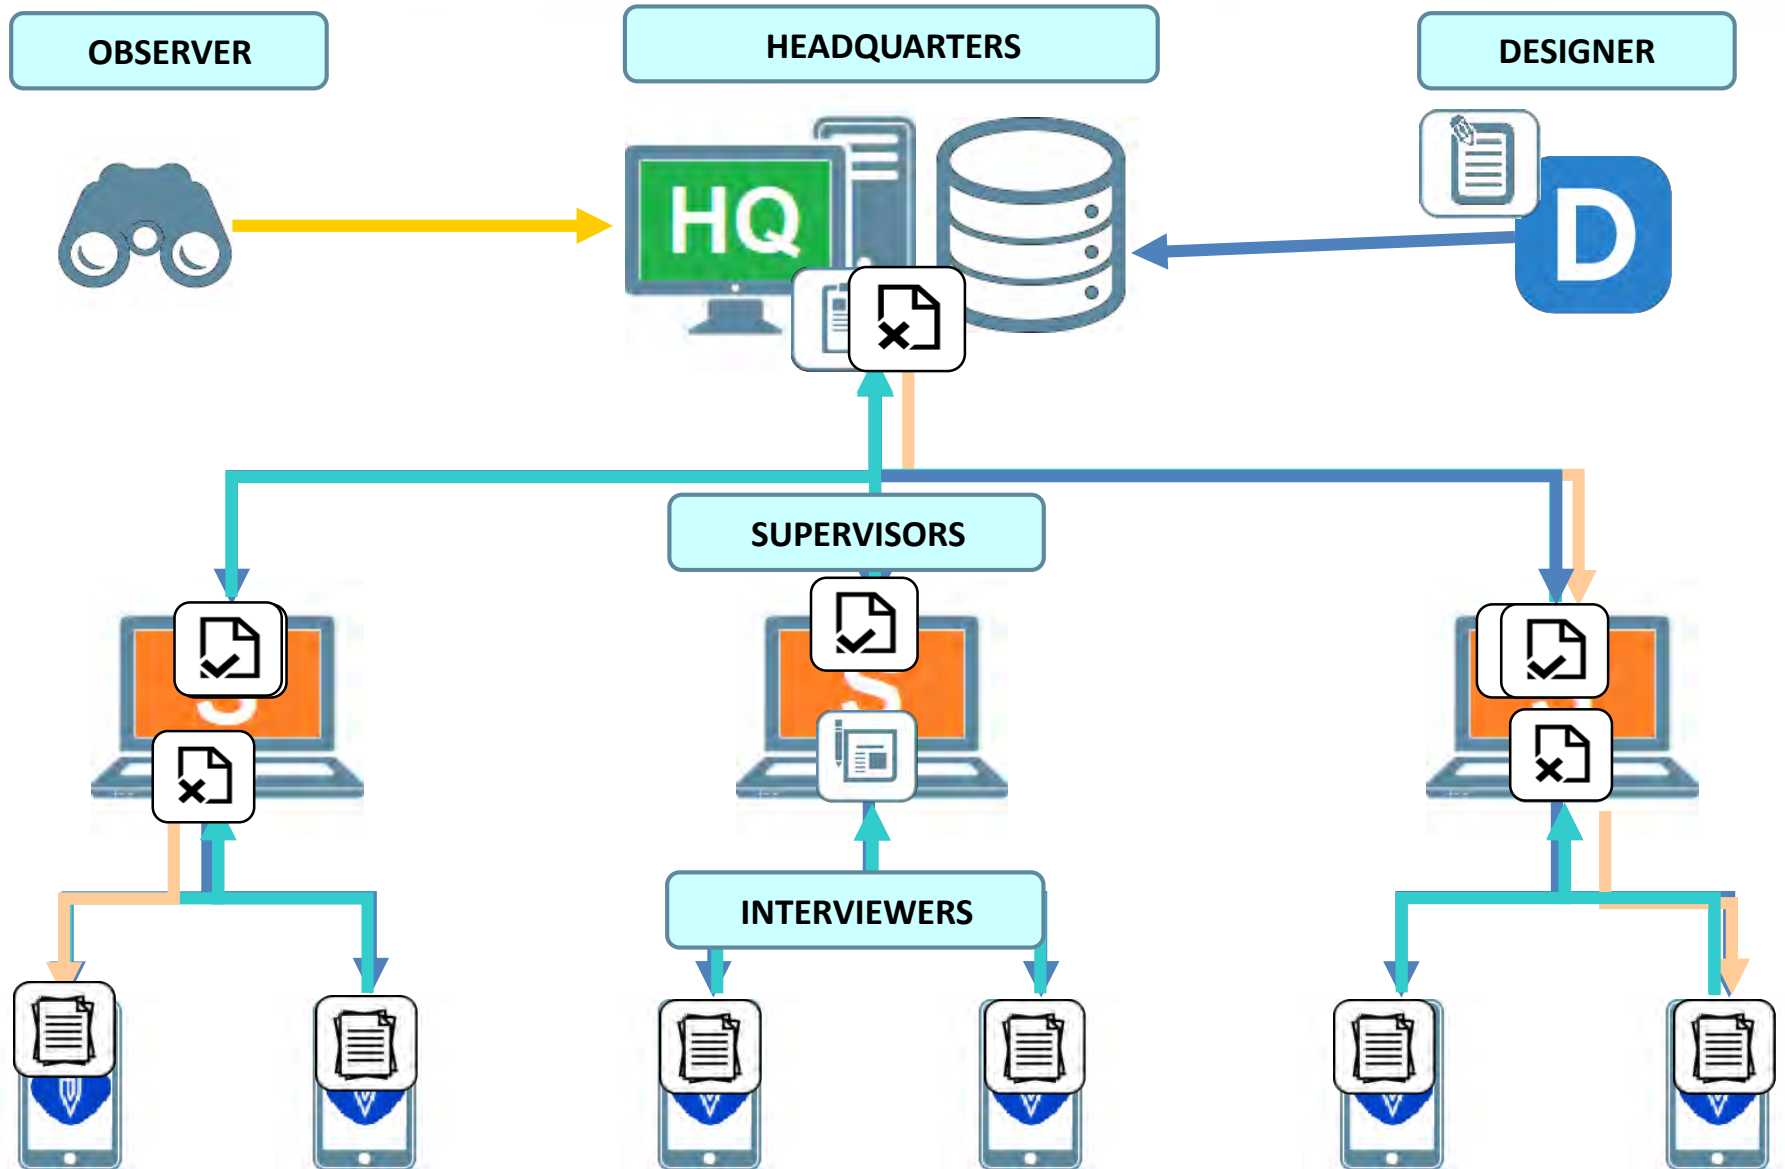 OBSERVER
HEADQUARTERS
DESIGNER
HQ
D
SUPERVISORS
S
S
INTERVIEWERS